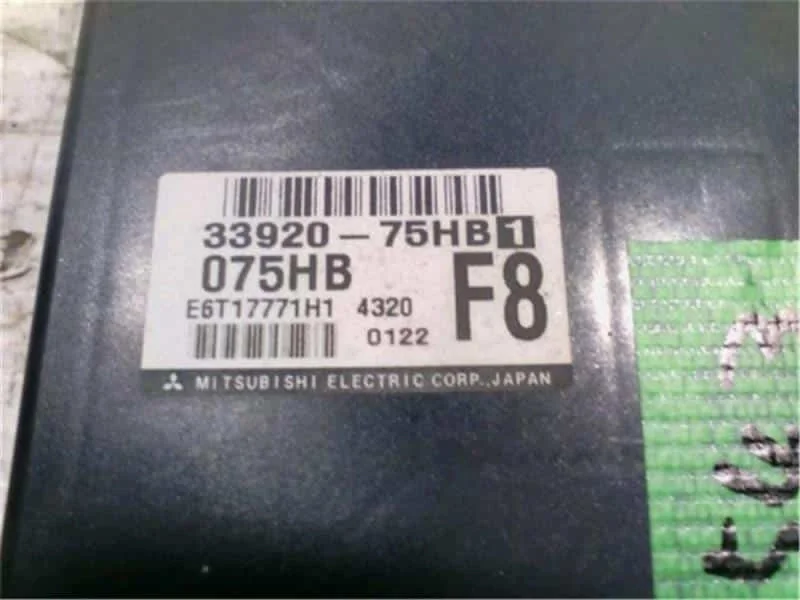 33920-75HB 1
075HB
F8
E6T17771H1 4320
0122
MITSUBISHI ELECTRIC CORP., JAPAN